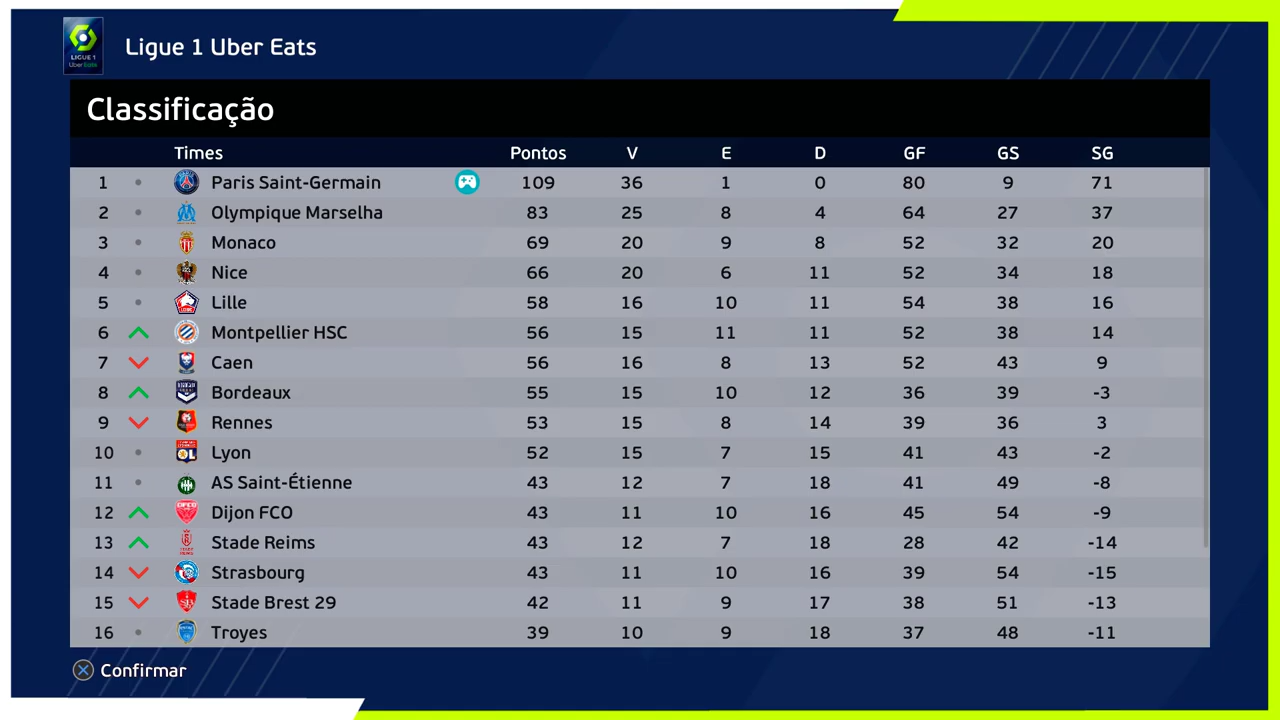 LIGUE 1
Uber Eats
Ligue 1 Uber Eats
Classificação
Times Pontos V E D GF GS SG
1 Paris Saint-Germain 109 36 1 0 80 9 71
2 Olympique Marselha 83 25 8 4 64 27 37
3 Monaco 69 20 9 8 52 32 20
4 Nice 66 20 6 11 52 34 18
5 Lille 58 16 10 11 54 38 16
6 Montpellier HSC 56 15 11 11 52 38 14
7 Caen 56 16 8 13 52 43 9
8 Bordeaux 55 15 10 12 36 39 -3
9 Rennes 53 15 8 14 39 36 3
10 Lyon 52 15 7 15 41 43 -2
11 AS Saint-Étienne 43 12 7 18 41 49 -8
12 Dijon FCO 43 11 10 16 45 54 -9
13 Stade Reims 43 12 7 18 28 42 -14
14 Strasbourg 43 11 10 16 39 54 -15
15 Stade Brest 29 42 11 9 17 38 51 -13
16 Troyes 39 10 9 18 37 48 -11
Confirmar